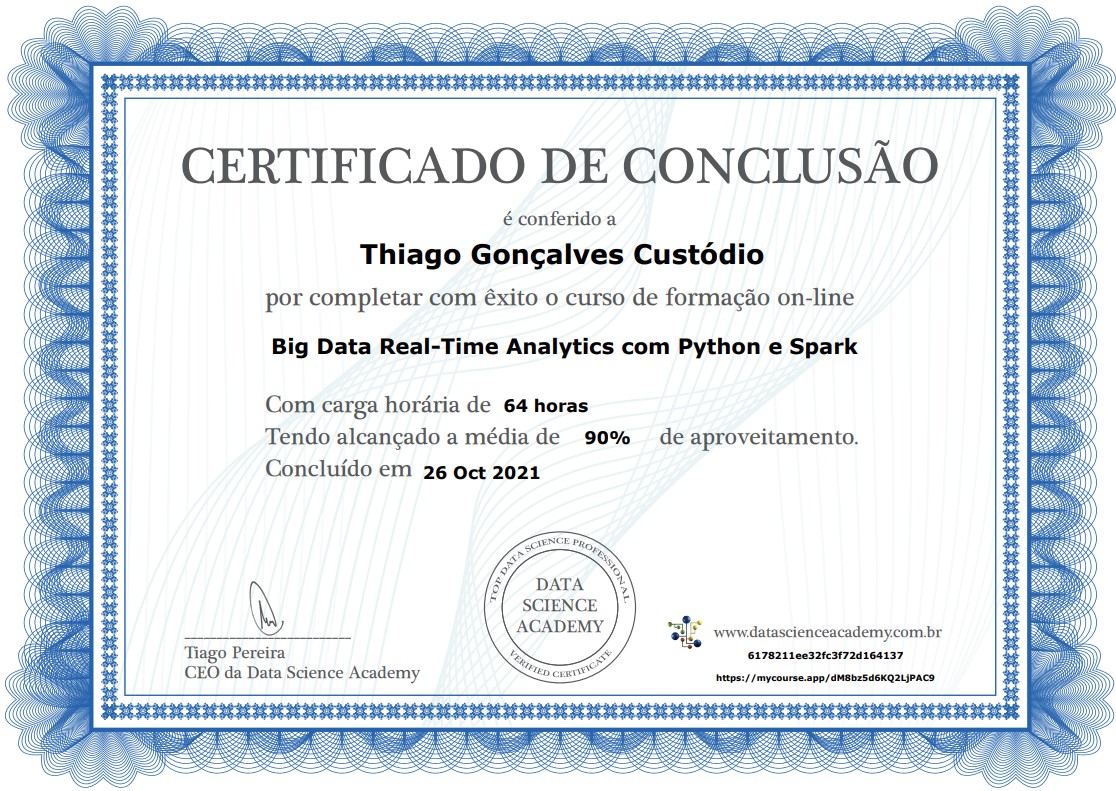 CERTIFICADO DE CONCLUSÃO
é conferido a
Thiago Gonçalves Custódio
por completar com êxito o curso de formação on-line
Big Data Real-Time Analytics com Python e Spark
Com carga horária de 64 horas
Tendo alcançado a média de 90% de aproveitamento.
Concluído em 26 Oct 2021
Tiago Pereira
CEO da Data Science Academy
TOP DATA SCIENCE PROFESSIONAL
DATA
SCIENCE
ACADEMY
VERIFIED CERTIFICATE
www.datascienceacademy.com.br
6178211ee32fc3f72d164137
https://mycourse.app/dM8bz5d6KQ2LjPAC9